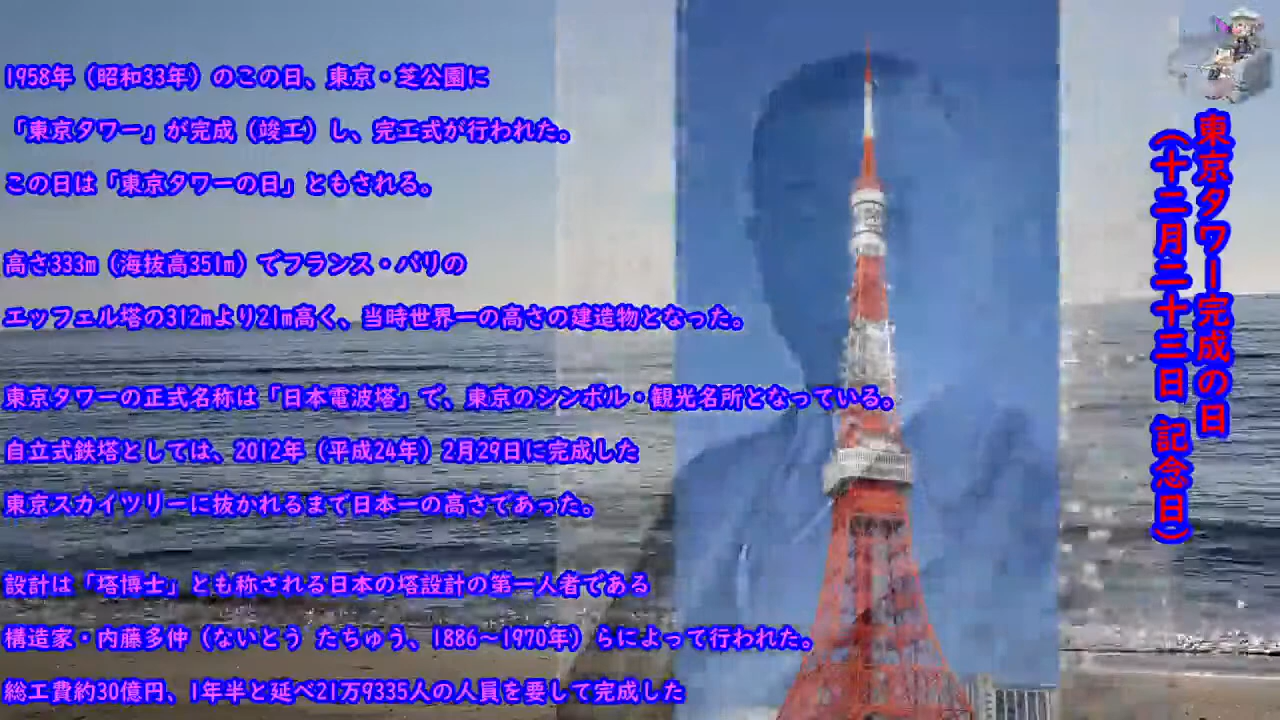 東京タワー完成の日
（十二月二十三日 記念日）
1958年（昭和33年）のこの日、東京・芝公園に
「東京タワー」が完成（竣工）し、完工式が行われた。
この日は「東京タワーの日」ともされる。
高さ333m（海抜高351m）でフランス・パリの
エッフェル塔の312mより21m高く、当時世界一の高さの建造物となった。
東京タワーの正式名称は「日本電波塔」で、東京のシンボル・観光名所となっている。
自立式鉄塔としては、2012年（平成24年）2月29日に完成した
東京スカイツリーに抜かれるまで日本一の高さであった。
設計は「塔博士」とも称される日本の塔設計の第一人者である
構造家・内藤多仲（ないとう たちゅう、1886～1970年）らによって行われた。
総工費約30億円、1年半と延べ21万9335人の人員を要して完成した